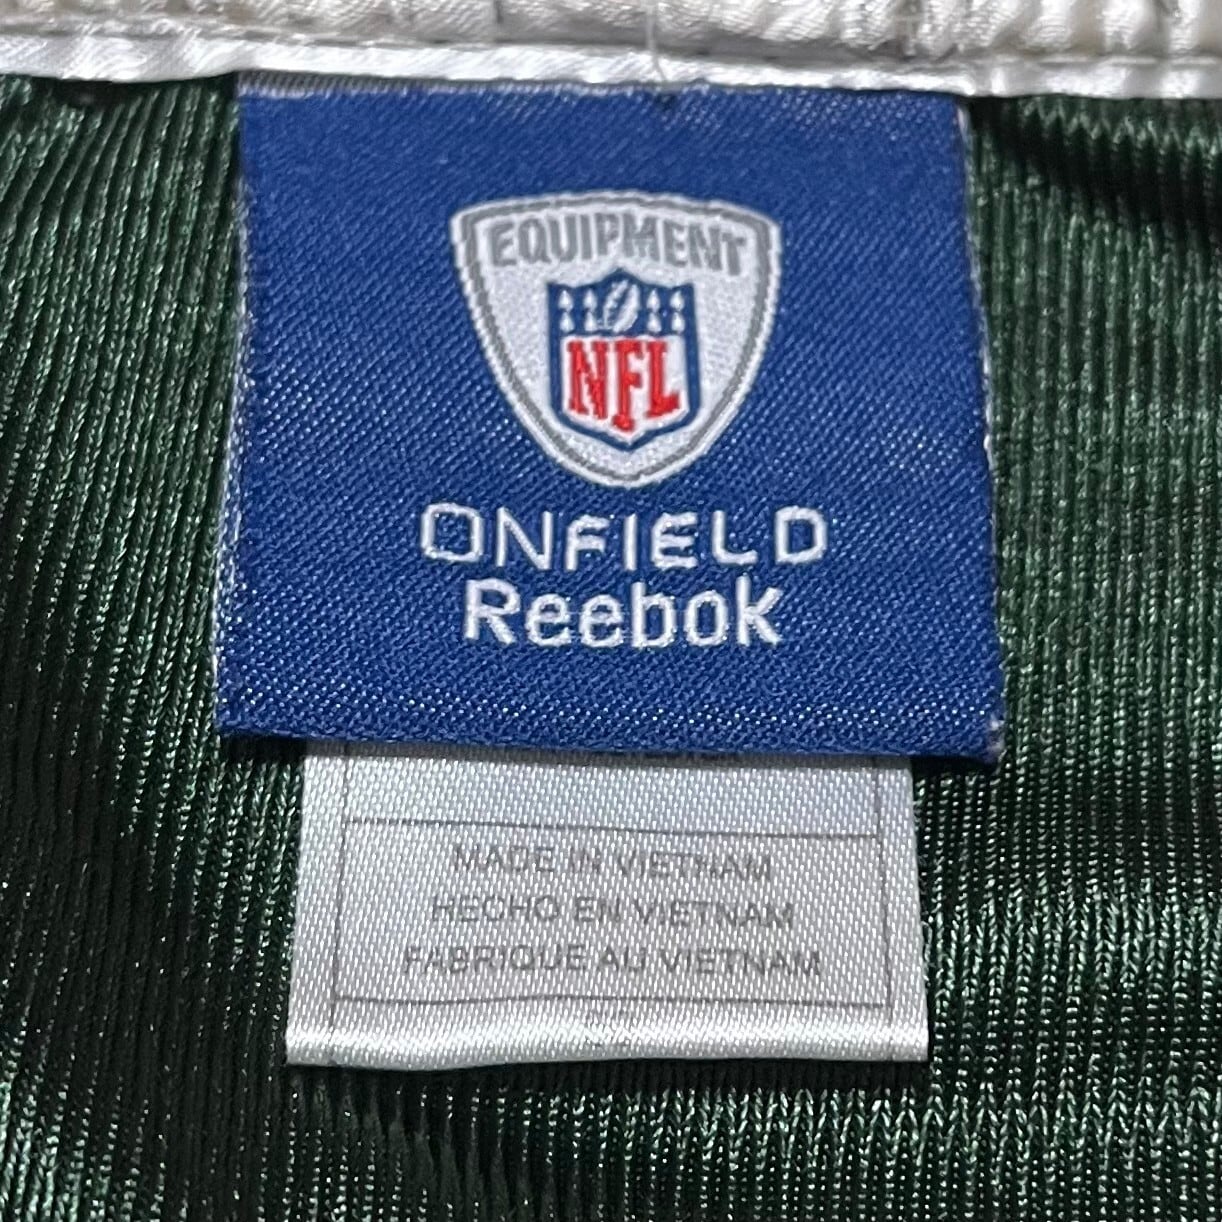 EQUIPMENT
NFL
ONFIELD
Reebok
MADE IN VIETNAM
HECHO EN VIETNAM
FABRIQUE AU VIETNAM